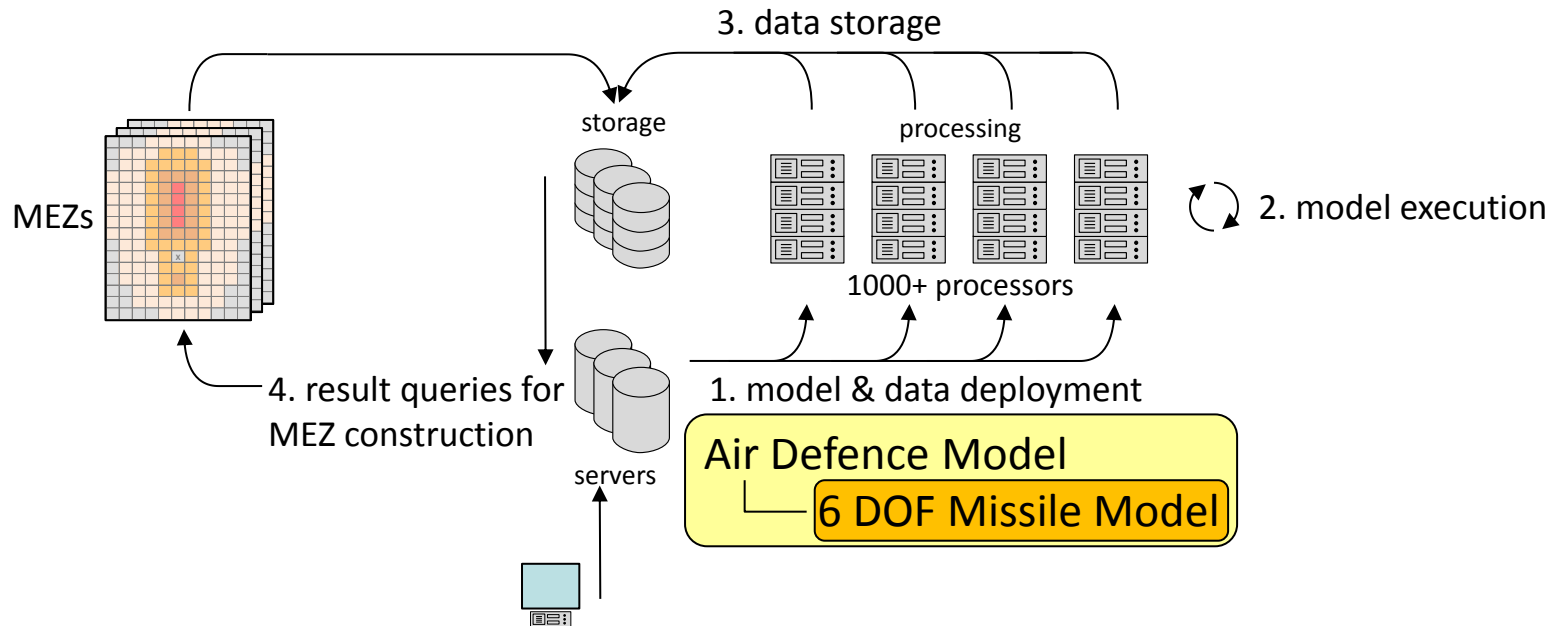 3. data storage
storage
processing
MEZs
x
2. model execution
1000+ processors
4. result queries for
MEZ construction
1. model & data deployment
servers
Air Defence Model
6 DOF Missile Model